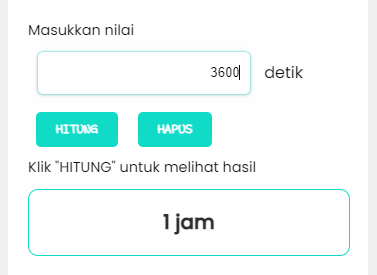 Masukkan nilai
3600 detik
HITUNG HAPUS
Klik "HITUNG" untuk melihat hasil
1 jam